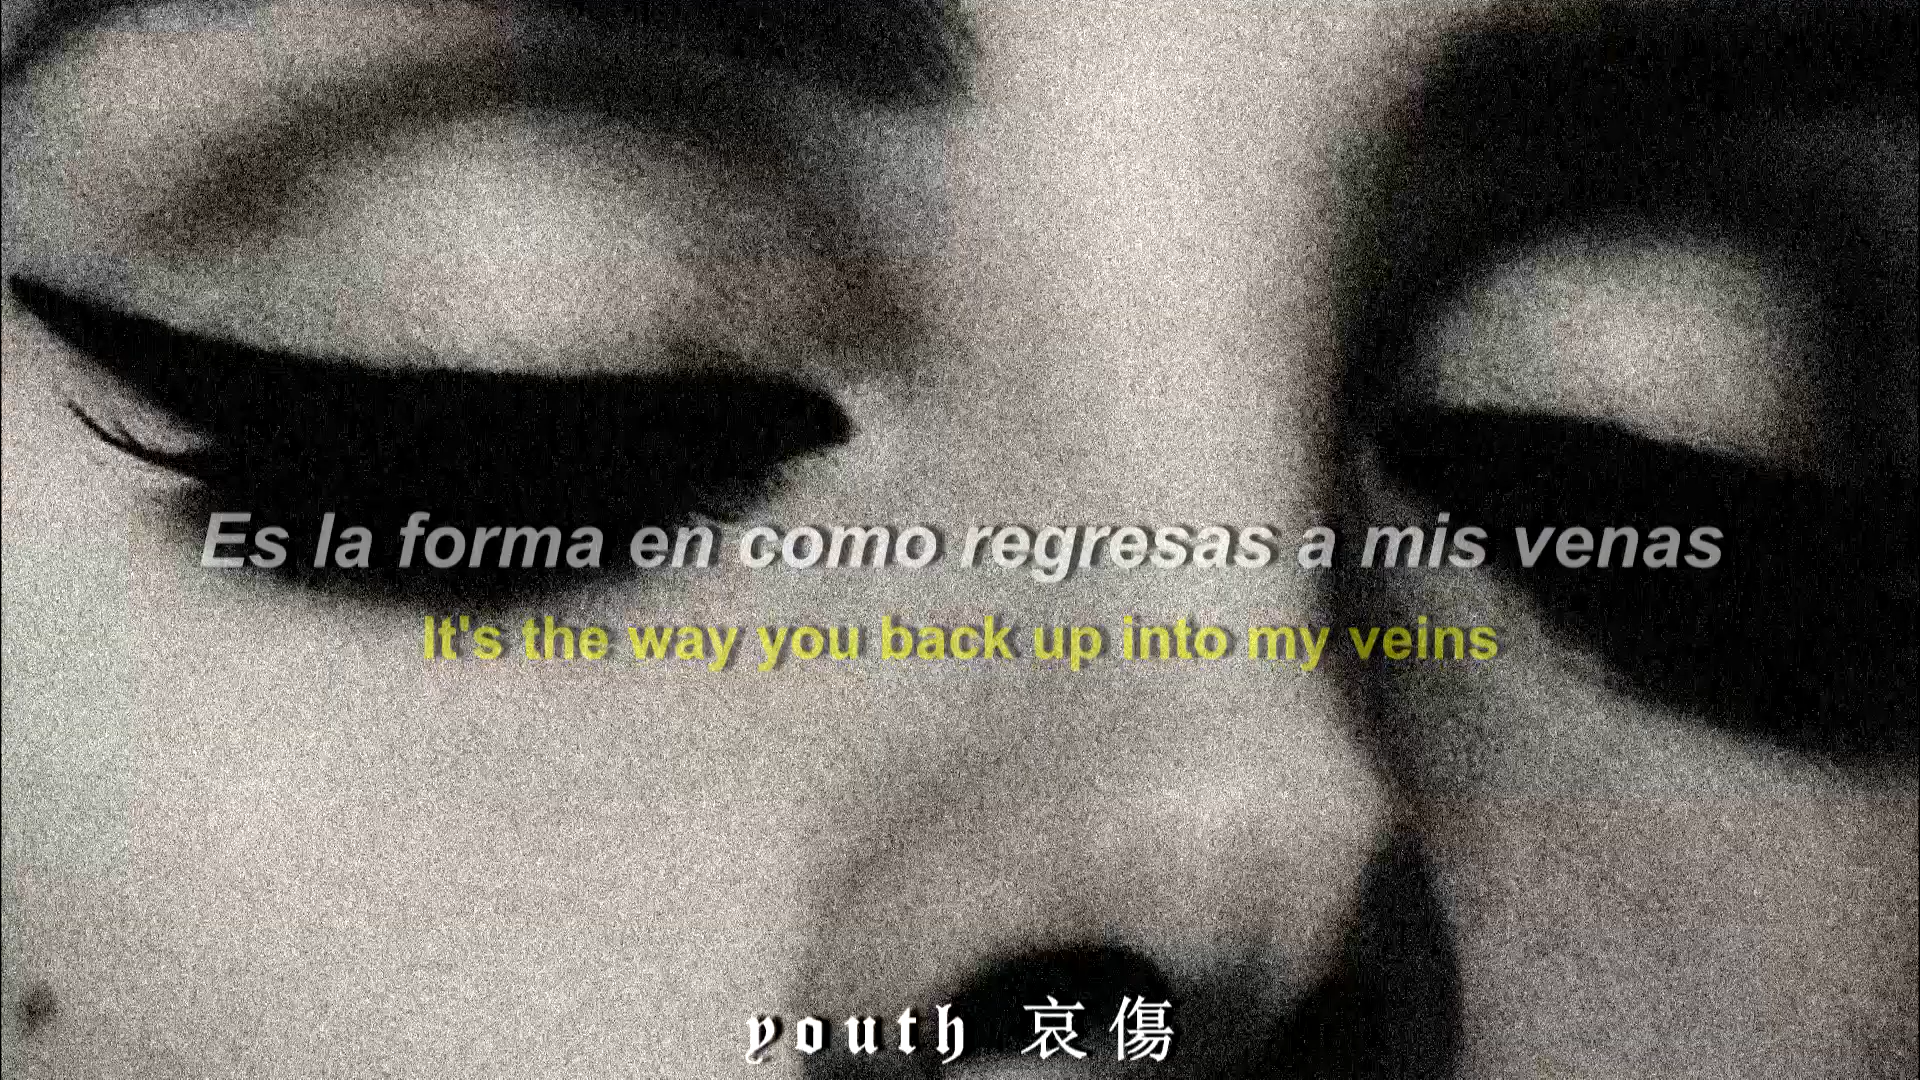 Es la forma en como regresas a mis venas
It's the way you back up into my veins
youth 哀傷